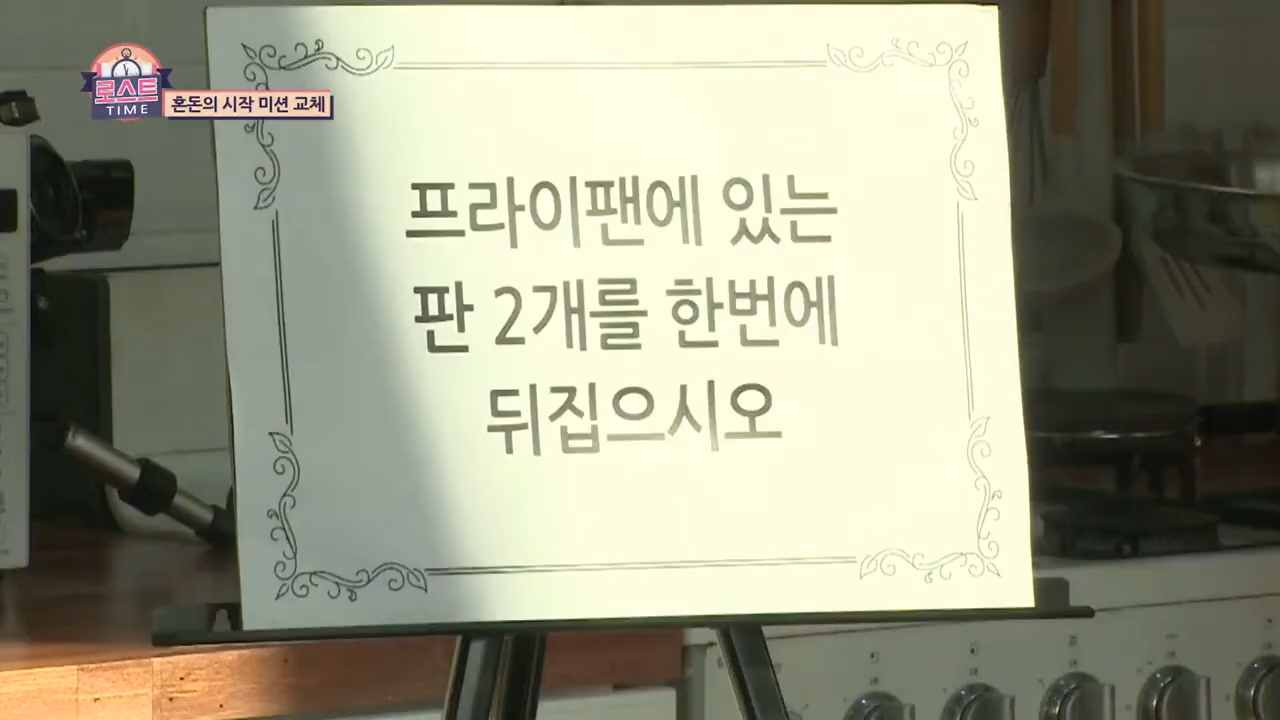 로스트
TIME
혼돈의 시작 미션 교체
프라이팬에 있는
판 2개를 한번에
뒤집으시오